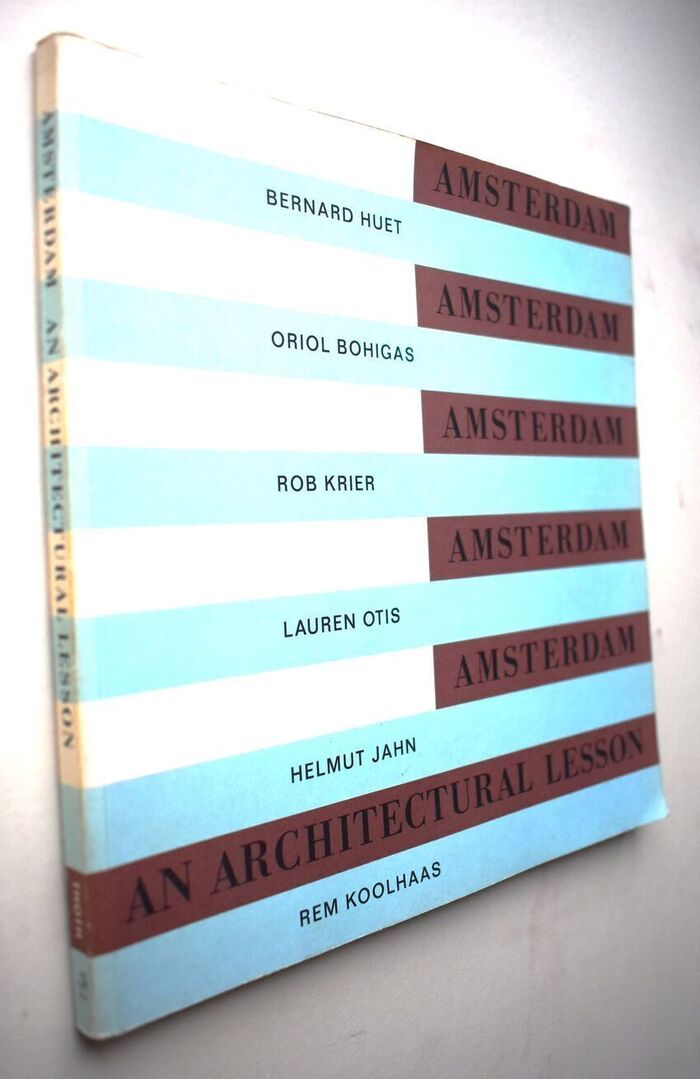 AMSTERDAM
BERNARD HUET
AMSTERDAM
ORIOL BOHIGAS
AMSTERDAM
ROB KRIER
AMSTERDAM
LAUREN OTIS
AMSTERDAM
HELMUT JAHN
AN ARCHITECTURAL LESSON
REM KOOLHAAS
AMSTERDAM AN ARCHITECTURAL LESSON
THOTH